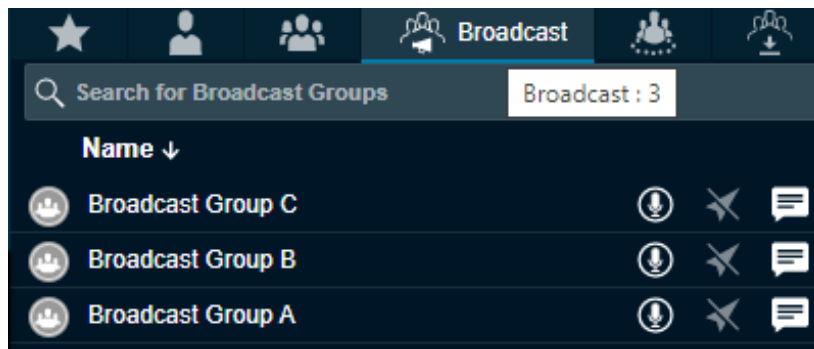 Broadcast
Search for Broadcast Groups
Broadcast : 3
Name ↓
Broadcast Group C
Broadcast Group B
Broadcast Group A